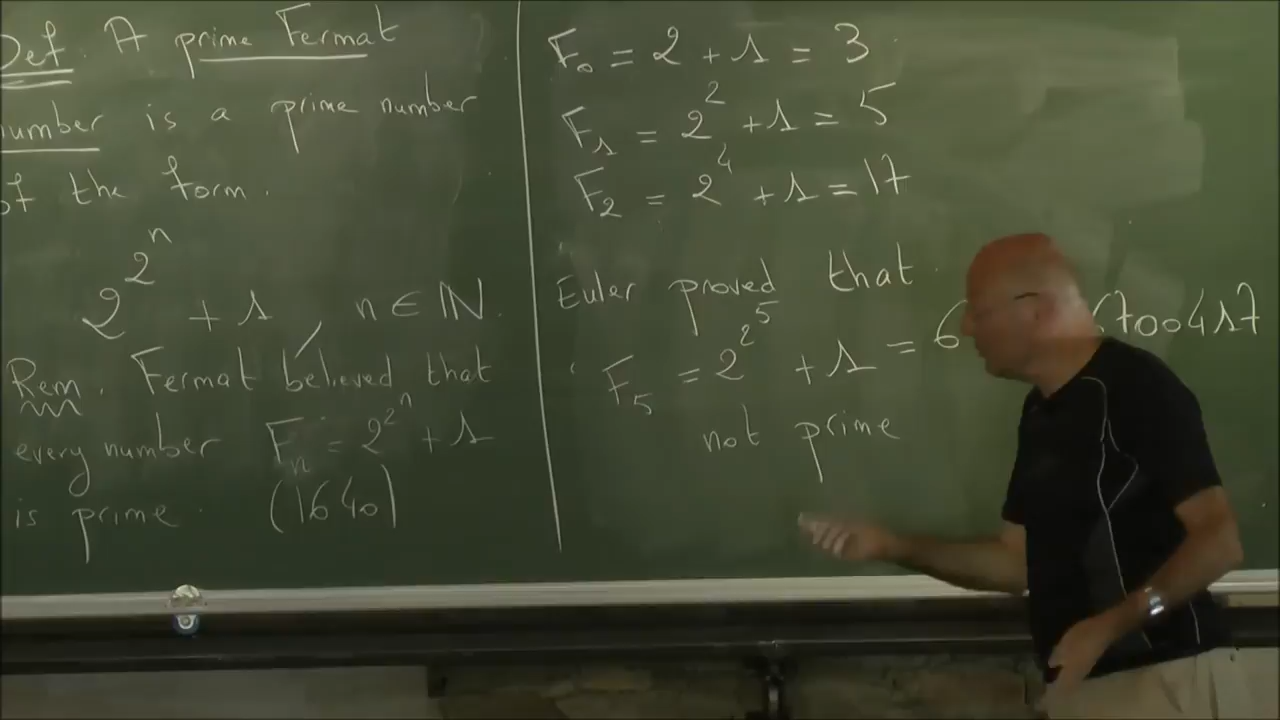 Def. A prime Fermat
number is a prime number
of the form.
2^{2^n} + 1 n ∈ ℕ.
Rem. Fermat believed that
every number F_n = 2^{2^n} + 1
is prime. (1640)
F_0 = 2 + 1 = 3
F_1 = 2^2 + 1 = 5
F_2 = 2^4 + 1 = 17
Euler proved that
F_5 = 2^{2^5} + 1 = 6 6700417
not prime